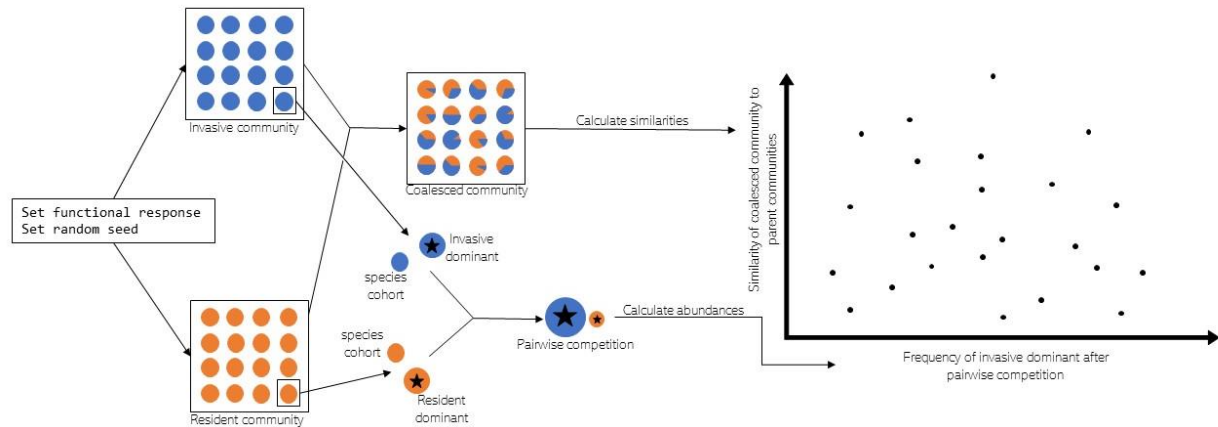 Invasive community
Set functional response
Set random seed
Resident community
Coalesced community
Calculate similarities
Invasive
dominant
species
cohort
species
cohort
Resident
dominant
Pairwise competition
Calculate abundances
Similarity of coalesced community to
parent communities
Frequency of invasive dominant after
pairwise competition